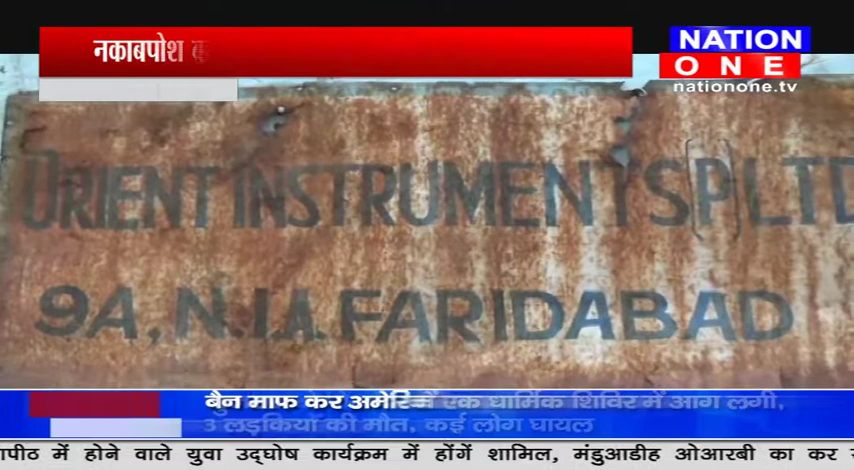 नकाबपोश
NATION
ONE
nationone.tv
ORIENT INSTRUMENTS (P) LTD
9A, N.I.A. FARIDABAD
में एक धार्मिक शिविर में आग लगी,
3 लड़कियों की मौत, कई लोग घायल
में होने वाले युवा उद्घोष कार्यक्रम में होंगें शामिल, मंडुआडीह ओआरबी का कर